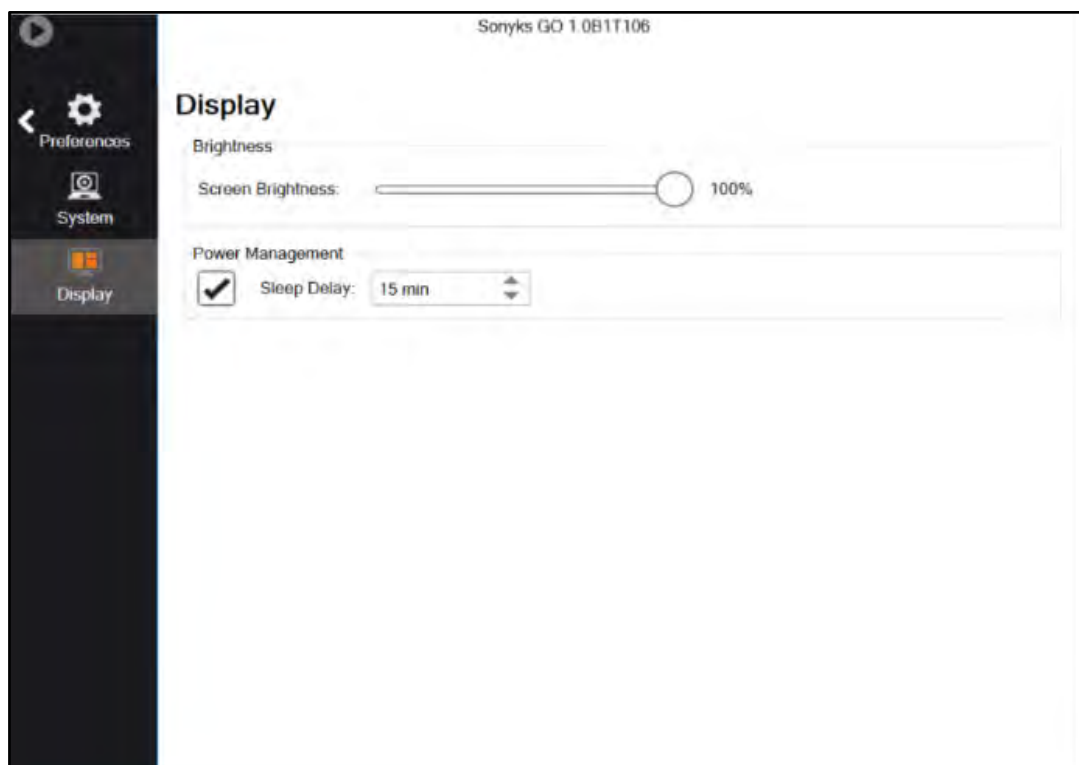 Sonyks GO 1.0B1T106
Preferences
System
Display
Display
Brightness
Screen Brightness: 100%
Power Management
Sleep Delay: 15 min